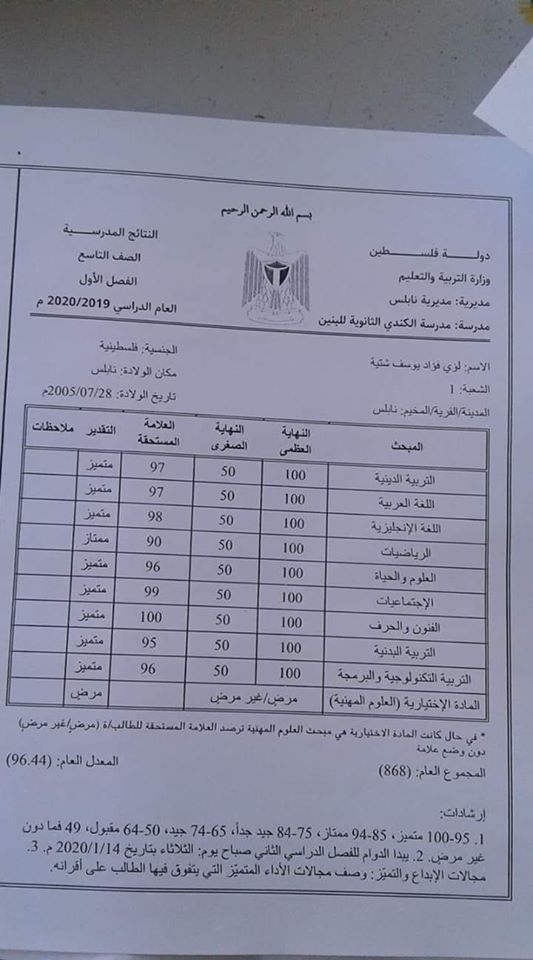 بسم الله الرحمن الرحيم
دولـــة فلســـطين
وزارة التربية والتعليم
مديرية: مديرية نابلس
مدرسة: مدرسة الكندي الثانوية للبنين
النتائج المدرســـية
الصف التاسع
الفصل الأول
العام الدراسي 2020/2019 م
الاسم: لؤي فؤاد يوسف شتية
الجنسية: فلسطينية
الشعبة: 1
مكان الولادة: نابلس
المدينة/القرية/المخيم: نابلس
تاريخ الولادة: 2005/07/28م
المبحث النهاية العظمى النهاية الصغرى العلامة المستحقة التقدير ملاحظات
التربية الدينية 100 50 97 متميز
اللغة العربية 100 50 97 متميز
اللغة الإنجليزية 100 50 98 متميز
الرياضيات 100 50 90 ممتاز
العلوم والحياة 100 50 96 متميز
الإجتماعيات 100 50 99 متميز
الفنون والحرف 100 50 100 متميز
التربية البدنية 100 50 95 متميز
التربية التكنولوجية والبرمجة 100 50 96 متميز
المادة الإختيارية (العلوم المهنية) مرضٍ/غير مرضٍ مرضٍ
* في حال كانت المادة الاختيارية هي مبحث العلوم المهنية ترصد العلامة المستحقة للطالب/ة (مرضٍ/غير مرضٍ)
دون وضع علامة
المجموع العام: (868)
المعدل العام: (96.44)
إرشادات:
1. 95-100 متميز، 85-94 ممتاز، 75-84 جيد جداً، 65-74 جيد، 50-64 مقبول، 49 فما دون
غير مرضٍ. 2. يبدا الدوام للفصل الدراسي الثاني صباح يوم: الثلاثاء بتاريخ 2020/1/14 م. 3.
مجالات الإبداع والتميّز: وصف مجالات الأداء المتميّز التي يتفوق فيها الطالب على أقرانه.